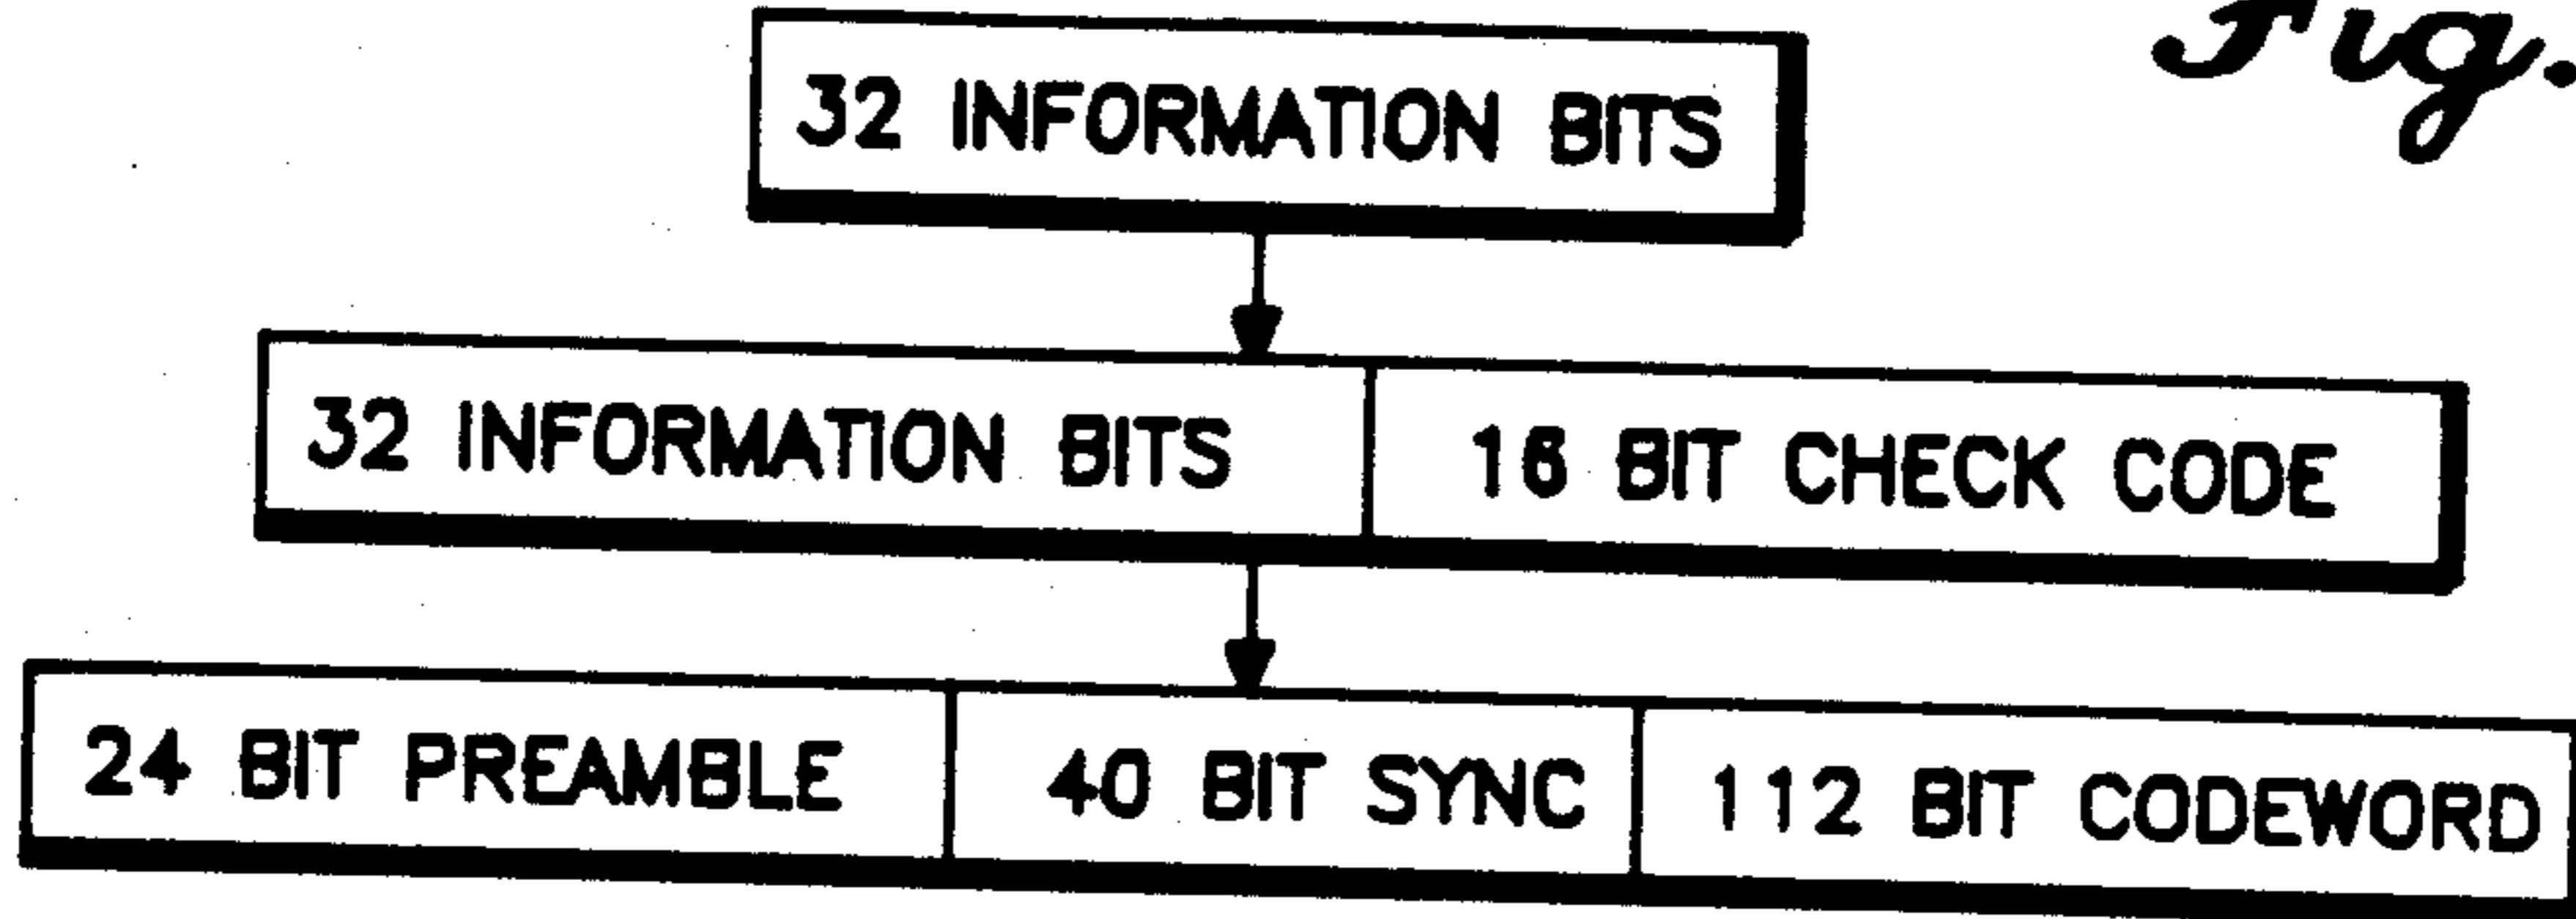 Fig.
32 INFORMATION BITS
32 INFORMATION BITS 16 BIT CHECK CODE
24 BIT PREAMBLE 40 BIT SYNC 112 BIT CODEWORD